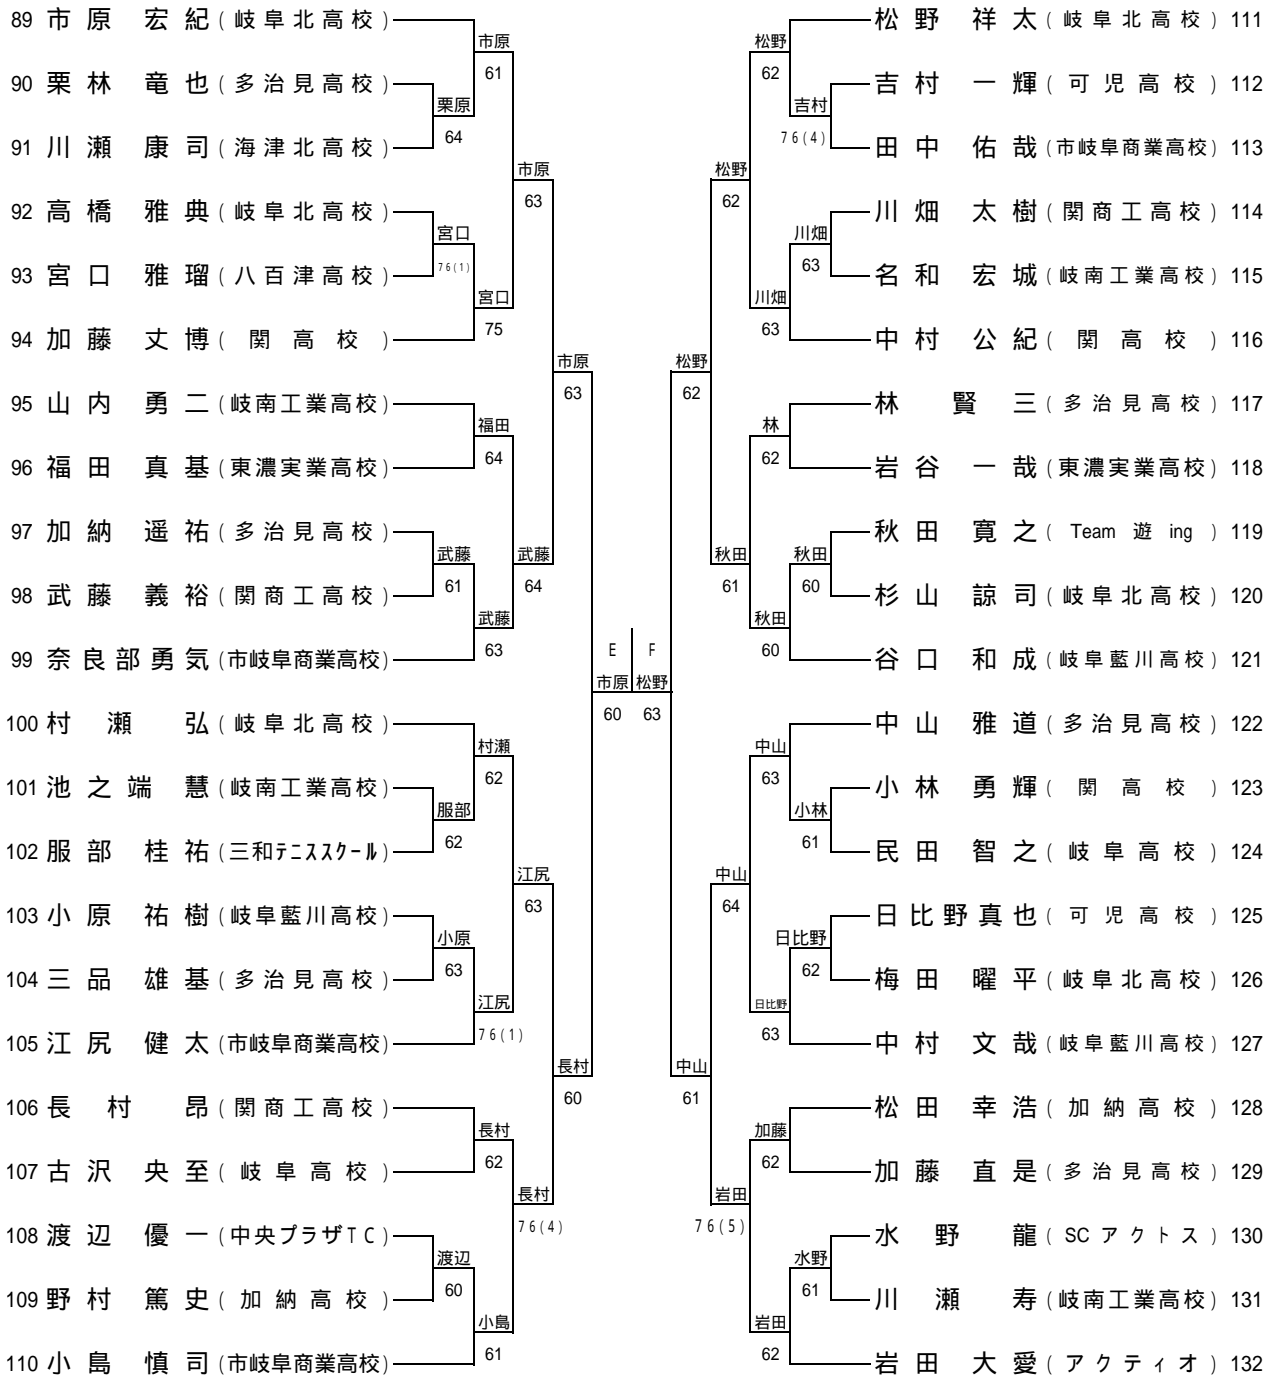 89 市原 宏紀 (岐阜北高校)
90 栗林 竜也 (多治見高校)
91 川瀬 康司 (海津北高校)
92 高橋 雅典 (岐阜北高校)
93 宮口 雅瑠 (八百津高校)
94 加藤 丈博 (関高校)
95 山内 勇二 (岐南工業高校)
96 福田 真基 (東濃実業高校)
97 加納 遥祐 (多治見高校)
98 武藤 義裕 (関商工高校)
99 奈良部勇気 (市岐阜商業高校)
100 村瀬 弘 (岐阜北高校)
101 池之端 慧 (岐南工業高校)
102 服部 桂祐 (三和テニススクール)
103 小原 祐樹 (岐阜藍川高校)
104 三品 雄基 (多治見高校)
105 江尻 健太 (市岐阜商業高校)
106 長村 昂 (関商工高校)
107 古沢 央至 (岐阜高校)
108 渡辺 優一 (中央プラザTC)
109 野村 篤史 (加納高校)
110 小島 慎司 (市岐阜商業高校)
栗原
64
宮口
76(1)
武藤
61
服部
62
小原
63
渡辺
60
市原
61
宮口
75
福田
64
武藤
63
村瀬
62
江尻
76(1)
長村
62
小島
61
市原
63
武藤
64
江尻
63
長村
76(4)
市原
63
長村
60
E F
市原 松野
60 63
松野
62
中山
61
松野
62
秋田
61
中山
64
岩田
76(5)
松野
62
川畑
63
林
62
秋田
60
中山
63
日比野
63
加藤
62
岩田
62
吉村
76(4)
川畑
63
秋田
60
小林
61
日比野
62
水野
61
松野 祥太 (岐阜北高校) 111
吉村 一輝 (可児高校) 112
田中 佑哉 (市岐阜商業高校) 113
川畑 太樹 (関商工高校) 114
名和 宏城 (岐南工業高校) 115
中村 公紀 (関高校) 116
林 賢三 (多治見高校) 117
岩谷 一哉 (東濃実業高校) 118
秋田 寛之 (Team 遊 ing) 119
杉山 諒司 (岐阜北高校) 120
谷口 和成 (岐阜藍川高校) 121
中山 雅道 (多治見高校) 122
小林 勇輝 (関高校) 123
民田 智之 (岐阜高校) 124
日比野真也 (可児高校) 125
梅田 曜平 (岐阜北高校) 126
中村 文哉 (岐阜藍川高校) 127
松田 幸浩 (加納高校) 128
加藤 直是 (多治見高校) 129
水野 龍 (SC アクトス) 130
川瀬 寿 (岐南工業高校) 131
岩田 大愛 (アクティオ) 132